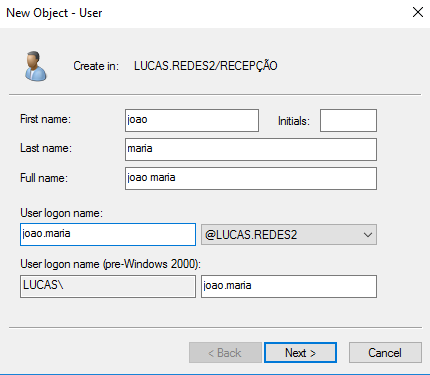 New Object - User
Create in: LUCAS.REDES2/RECEPÇÃO
First name: joao Initials:
Last name: maria
Full name: joao maria
User logon name:
joao.maria @LUCAS.REDES2
User logon name (pre-Windows 2000):
LUCAS\ joao.maria
< Back Next > Cancel